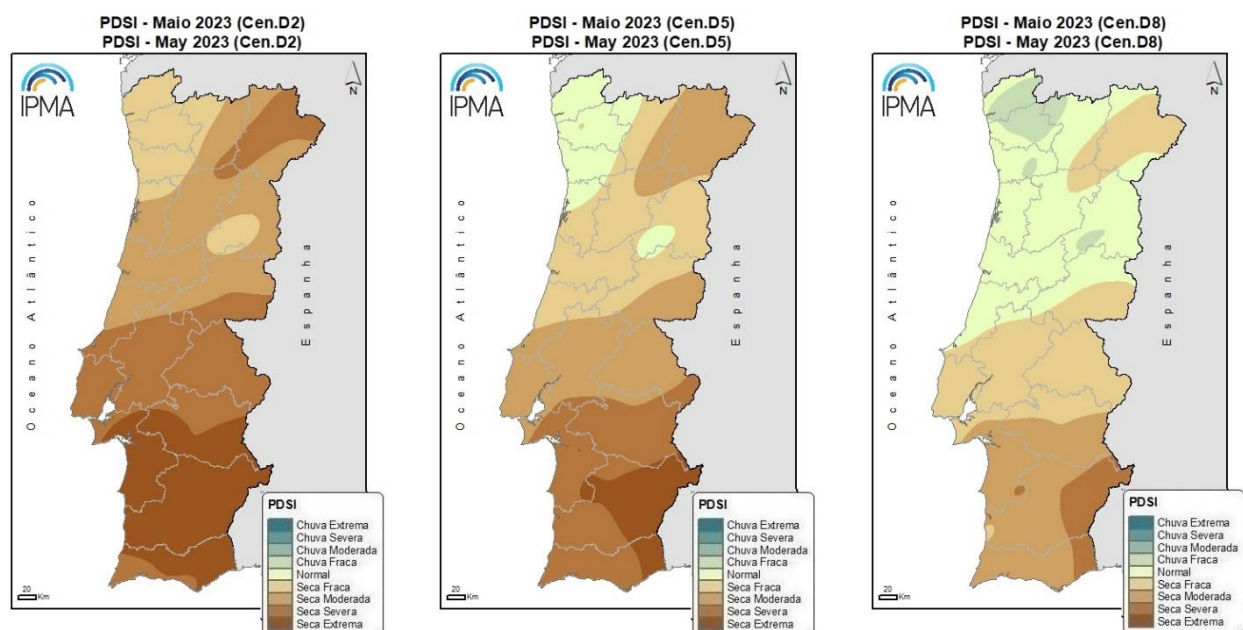 PDSI - Maio 2023 (Cen.D2)
PDSI - May 2023 (Cen.D2)
IPMA
N
Oceano Atlântico
Espanha
20
Km
PDSI
Chuva Extrema
Chuva Severa
Chuva Moderada
Chuva Fraca
Normal
Seca Fraca
Seca Moderada
Seca Severa
Seca Extrema
PDSI - Maio 2023 (Cen.D5)
PDSI - May 2023 (Cen.D5)
IPMA
N
Oceano Atlântico
Espanha
20
Km
PDSI
Chuva Extrema
Chuva Severa
Chuva Moderada
Chuva Fraca
Normal
Seca Fraca
Seca Moderada
Seca Severa
Seca Extrema
PDSI - Maio 2023 (Cen.D8)
PDSI - May 2023 (Cen.D8)
IPMA
N
Oceano Atlântico
Espanha
20
Km
PDSI
Chuva Extrema
Chuva Severa
Chuva Moderada
Chuva Fraca
Normal
Seca Fraca
Seca Moderada
Seca Severa
Seca Extrema